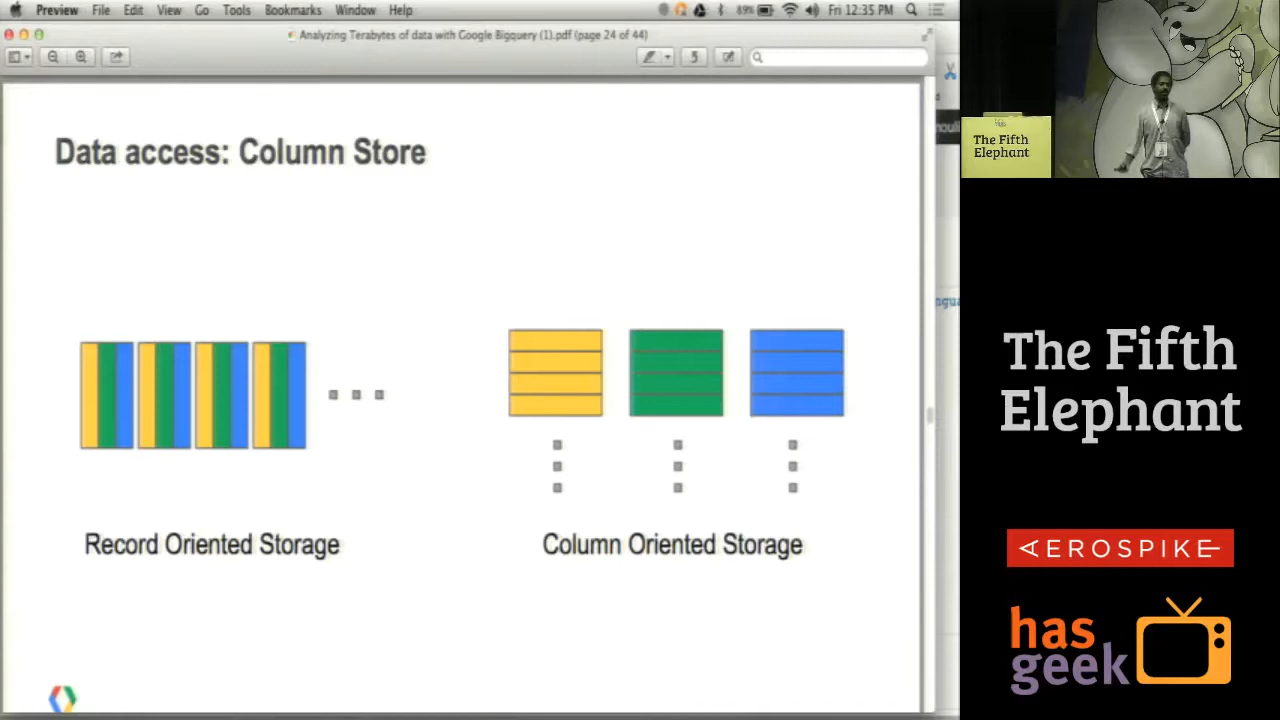 Preview File Edit View Go Tools Bookmarks Window Help
89% Fri 12:35 PM
Analyzing Terabytes of data with Google Bigquery (1).pdf (page 24 of 44)
Data access: Column Store
Record Oriented Storage
Column Oriented Storage
The Fifth
Elephant
The Fifth
Elephant
AEROSPIKE
has
geek